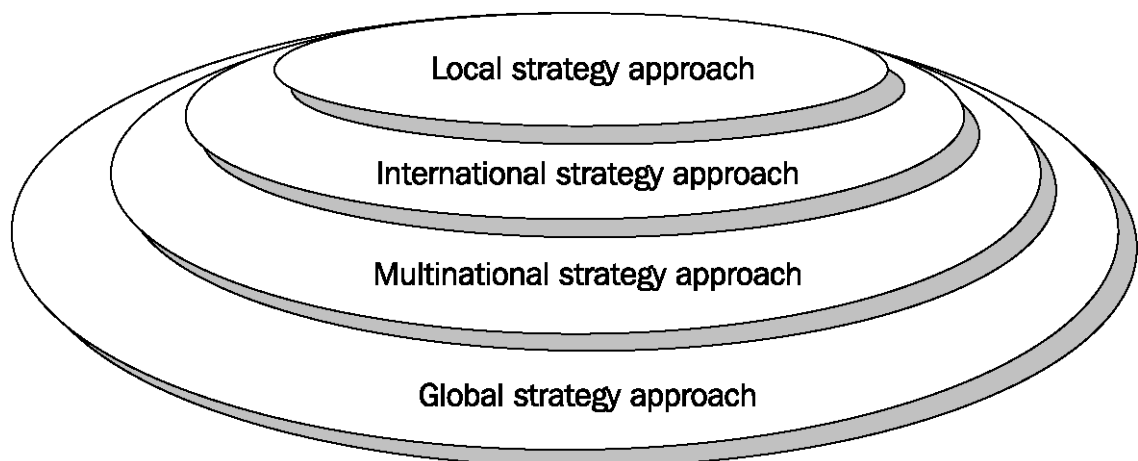 Local strategy approach
International strategy approach
Multinational strategy approach
Global strategy approach